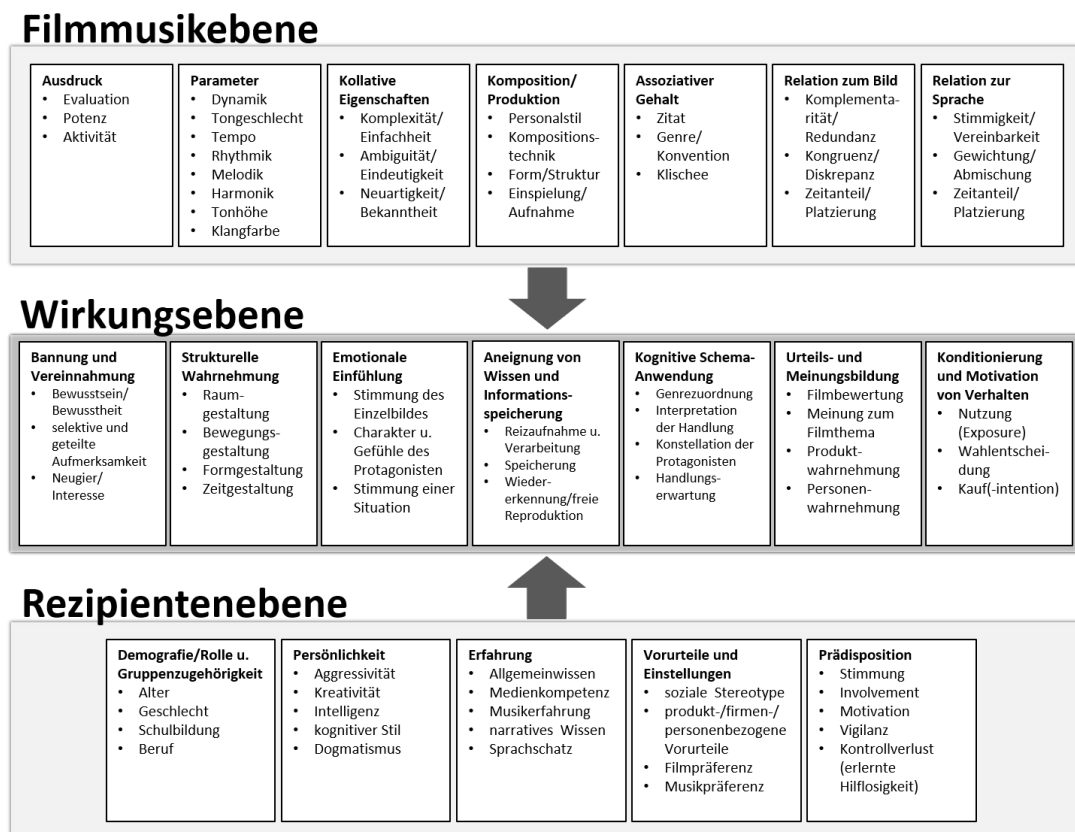 Filmmusikebene
Ausdruck
• Evaluation
• Potenz
• Aktivität
Parameter
• Dynamik
• Tongeschlecht
• Tempo
• Rhythmik
• Melodik
• Harmonik
• Tonhöhe
• Klangfarbe
Kollative
Eigenschaften
• Komplexität/
Einfachheit
• Ambiguität/
Eindeutigkeit
• Neuartigkeit/
Bekanntheit
Komposition/
Produktion
• Personalstil
• Kompositions-
technik
• Form/Struktur
• Einspielung/
Aufnahme
Assoziativer
Gehalt
• Zitat
• Genre/
Konvention
• Klischee
Relation zum Bild
• Komplementa-
rität/
Redundanz
• Kongruenz/
Diskrepanz
• Zeitanteil/
Platzierung
Relation zur
Sprache
• Stimmigkeit/
Vereinbarkeit
• Gewichtung/
Abmischung
• Zeitanteil/
Platzierung
Wirkungsebene
Bannung und
Vereinnahmung
• Bewusstsein/
Bewusstheit
• selektive und
geteilte
Aufmerksamkeit
• Neugier/
Interesse
Strukturelle
Wahrnehmung
• Raum-
gestaltung
• Bewegungs-
gestaltung
• Formgestaltung
• Zeitgestaltung
Emotionale
Einfühlung
• Stimmung des
Einzelbildes
• Charakter u.
Gefühle des
Protagonisten
• Stimmung einer
Situation
Aneignung von
Wissen und
Informations-
speicherung
• Reizaufnahme u.
Verarbeitung
• Speicherung
• Wieder-
erkennung/freie
Reproduktion
Kognitive Schema-
Anwendung
• Genrezuordnung
• Interpretation
der Handlung
• Konstellation der
Protagonisten
• Handlungs-
erwartung
Urteils- und
Meinungsbildung
• Filmbewertung
• Meinung zum
Filmthema
• Produkt-
wahrnehmung
• Personen-
wahrnehmung
Konditionierung
und Motivation
von Verhalten
• Nutzung
(Exposure)
• Wahlentschei-
dung
• Kauf(-intention)
Rezipientenebene
Demografie/Rolle u.
Gruppenzugehörigkeit
• Alter
• Geschlecht
• Schulbildung
• Beruf
Persönlichkeit
• Aggressivität
• Kreativität
• Intelligenz
• kognitiver Stil
• Dogmatismus
Erfahrung
• Allgemeinwissen
• Medienkompetenz
• Musikerfahrung
• narratives Wissen
• Sprachschatz
Vorurteile und
Einstellungen
• soziale Stereotype
• produkt-/firmen-/
personenbezogene
Vorurteile
• Filmpräferenz
• Musikpräferenz
Prädisposition
• Stimmung
• Involvement
• Motivation
• Vigilanz
• Kontrollverlust
(erlernte
Hilflosigkeit)